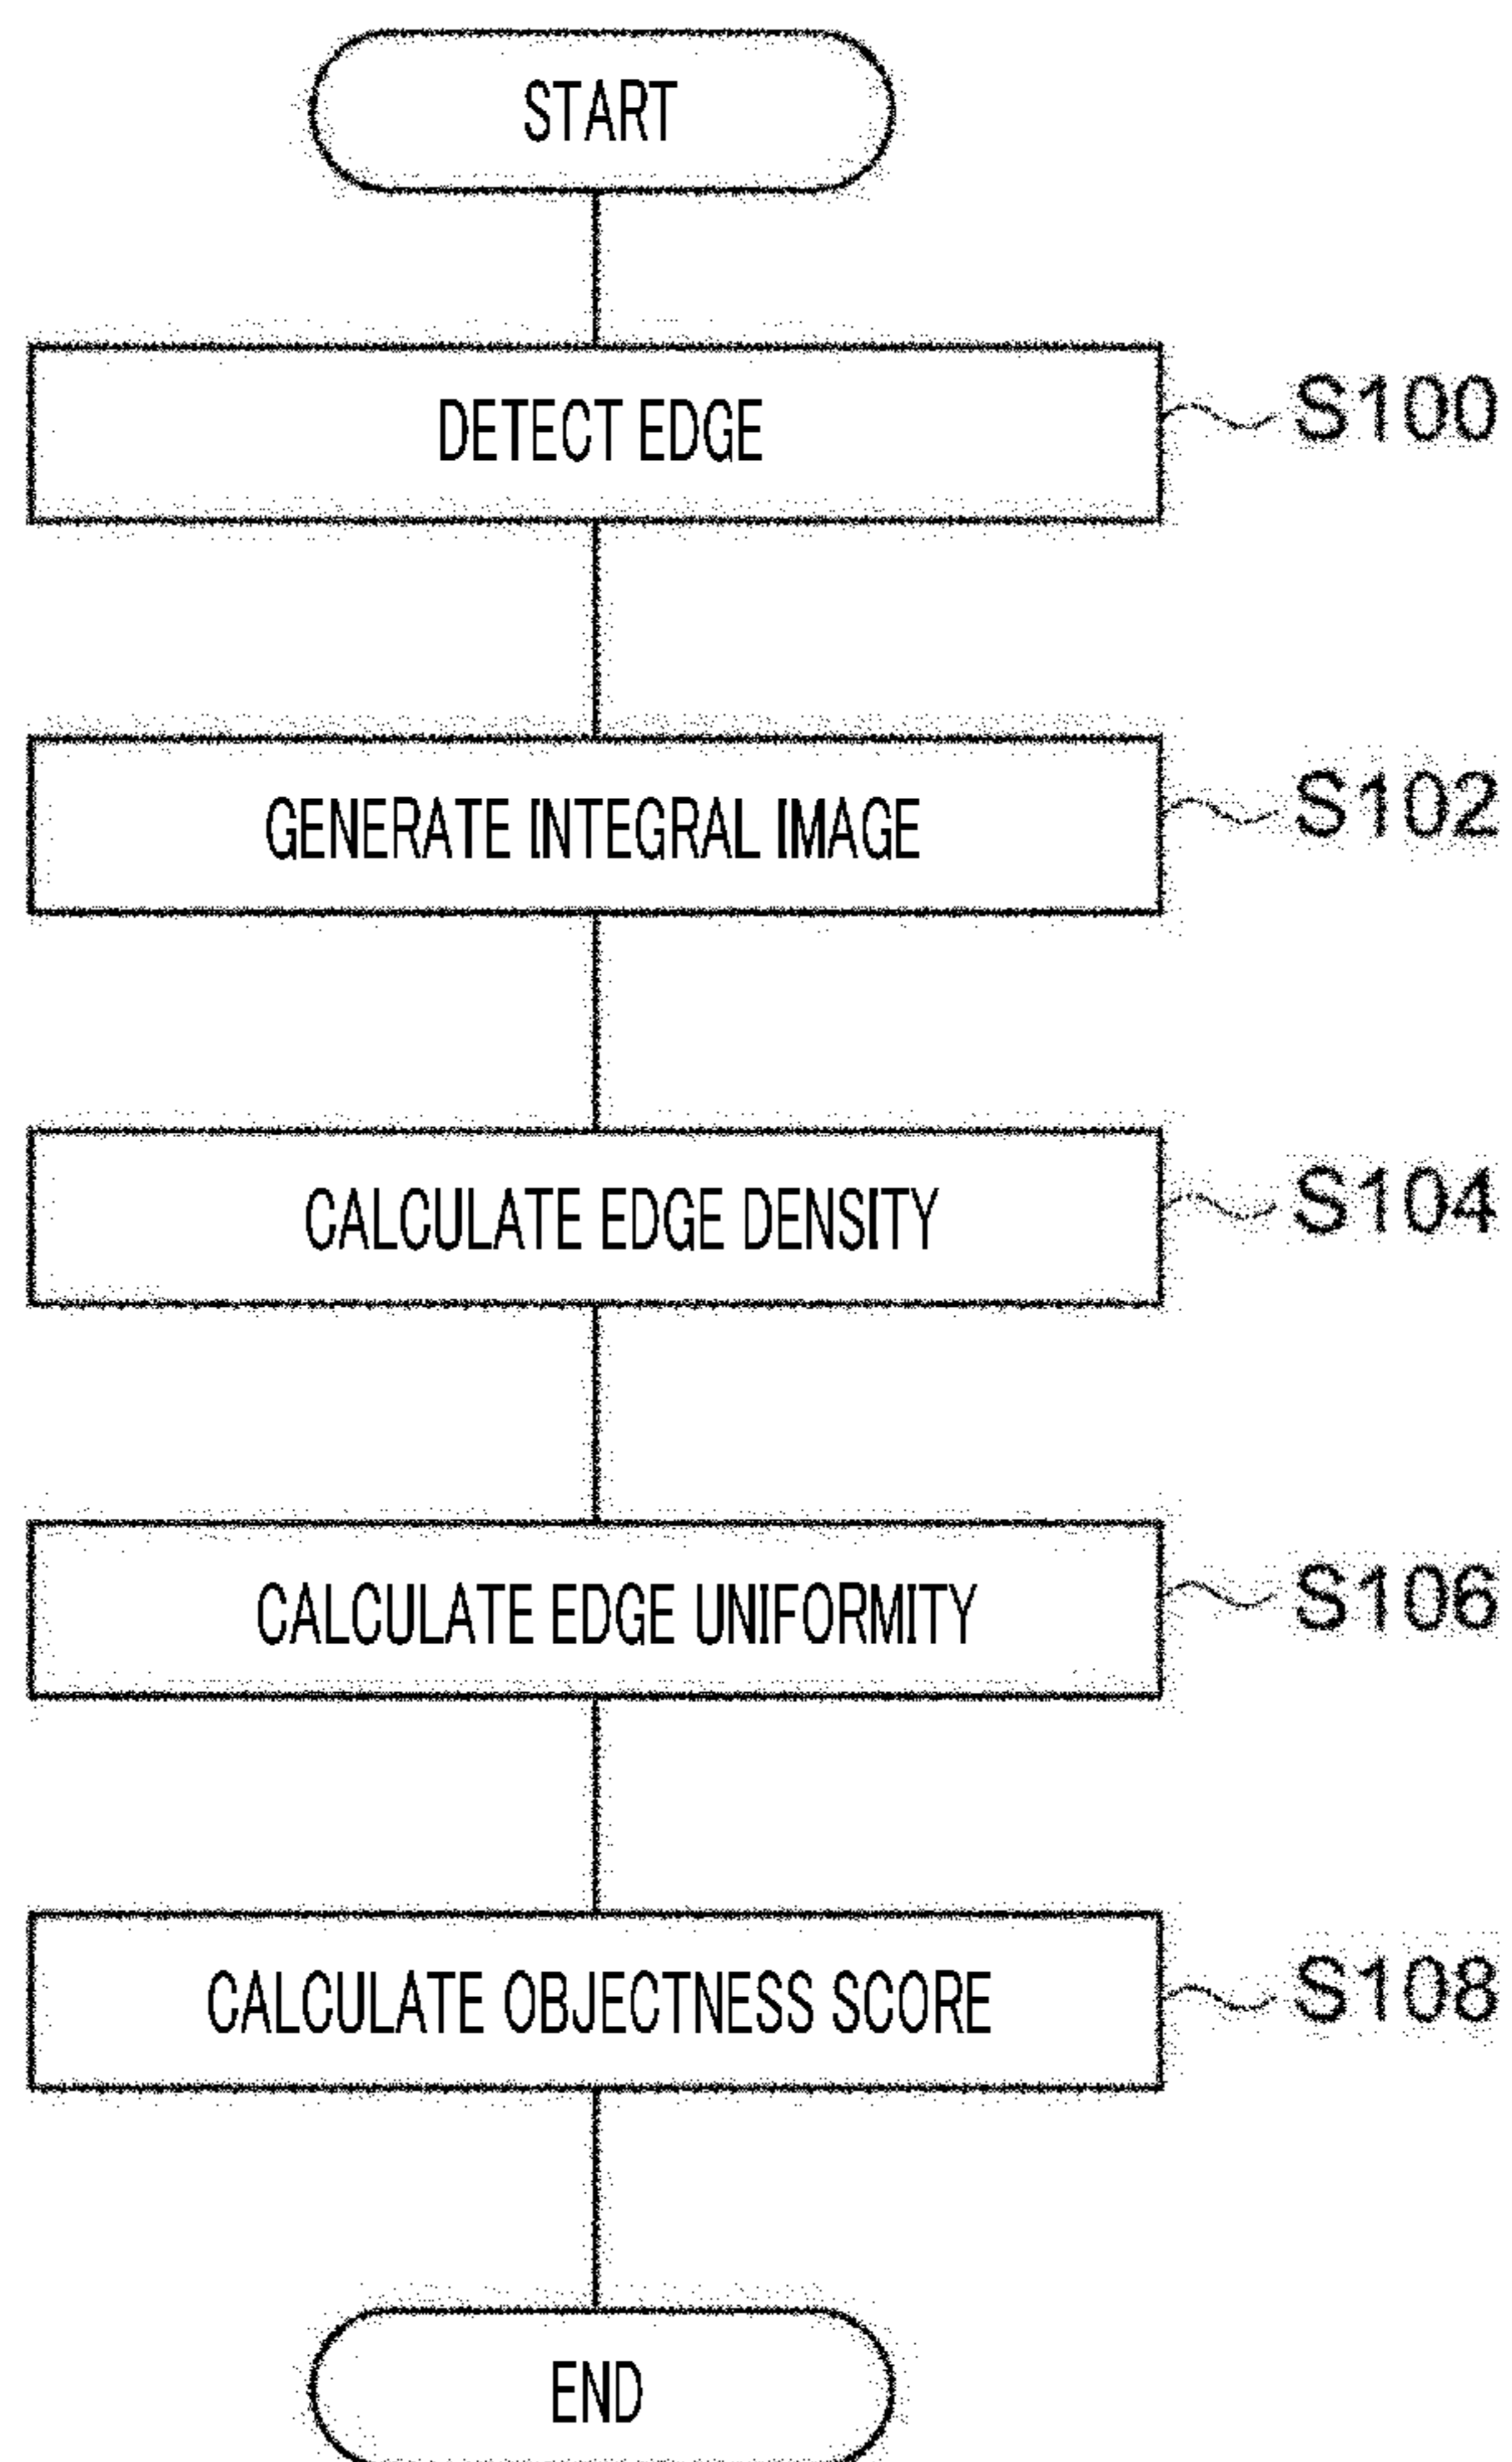 START
DETECT EDGE S100
GENERATE INTEGRAL IMAGE S102
CALCULATE EDGE DENSITY S104
CALCULATE EDGE UNIFORMITY S106
CALCULATE OBJECTNESS SCORE S108
END